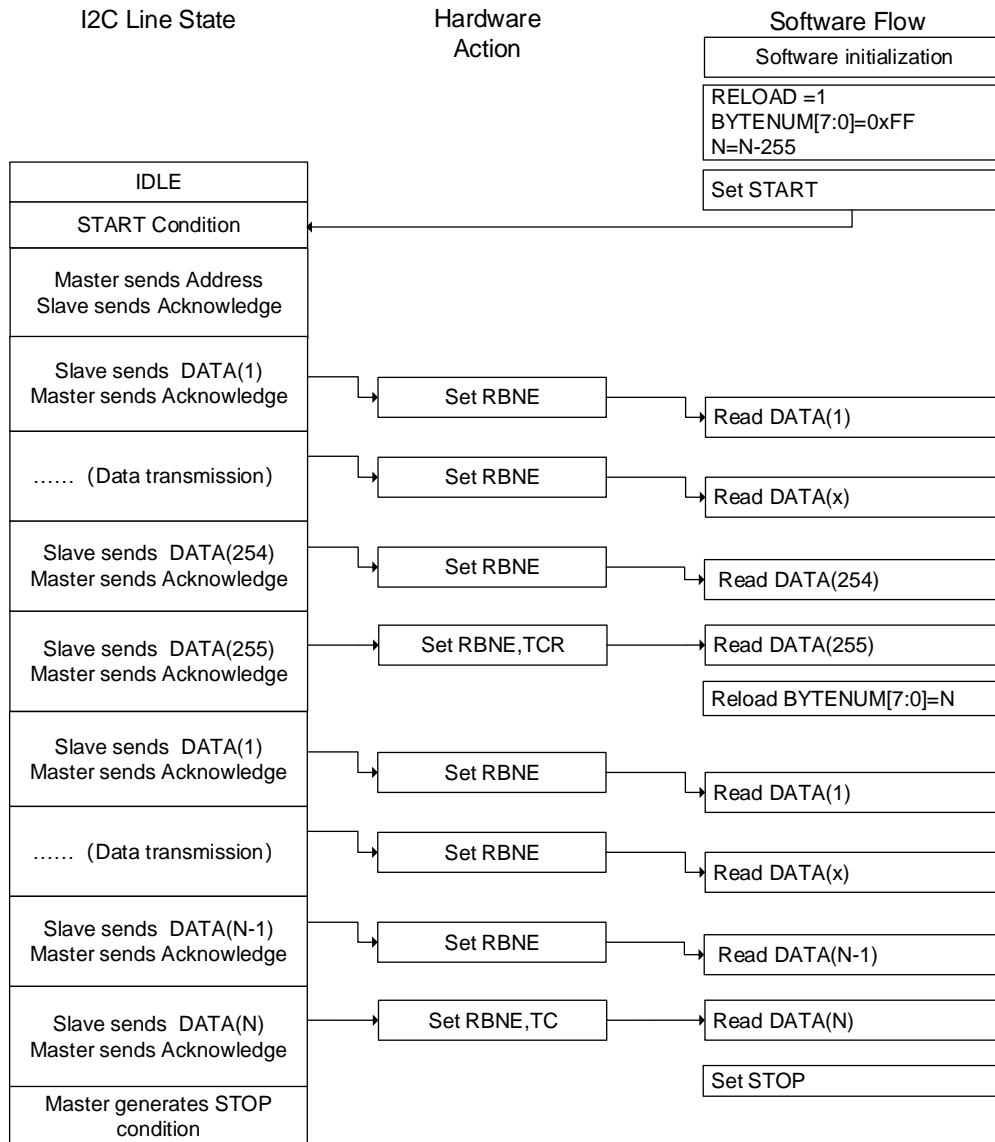 I2C Line State
Hardware
Action
Software Flow
Software initialization
RELOAD =1
BYTENUM[7:0]=0xFF
N=N-255
IDLE
Set START
START Condition
Master sends Address
Slave sends Acknowledge
Slave sends DATA(1)
Master sends Acknowledge
Set RBNE
Read DATA(1)
...... (Data transmission)
Set RBNE
Read DATA(x)
Slave sends DATA(254)
Master sends Acknowledge
Set RBNE
Read DATA(254)
Slave sends DATA(255)
Master sends Acknowledge
Set RBNE,TCR
Read DATA(255)
Reload BYTENUM[7:0]=N
Slave sends DATA(1)
Master sends Acknowledge
Set RBNE
Read DATA(1)
...... (Data transmission)
Set RBNE
Read DATA(x)
Slave sends DATA(N-1)
Master sends Acknowledge
Set RBNE
Read DATA(N-1)
Slave sends DATA(N)
Master sends Acknowledge
Set RBNE,TC
Read DATA(N)
Set STOP
Master generates STOP
condition